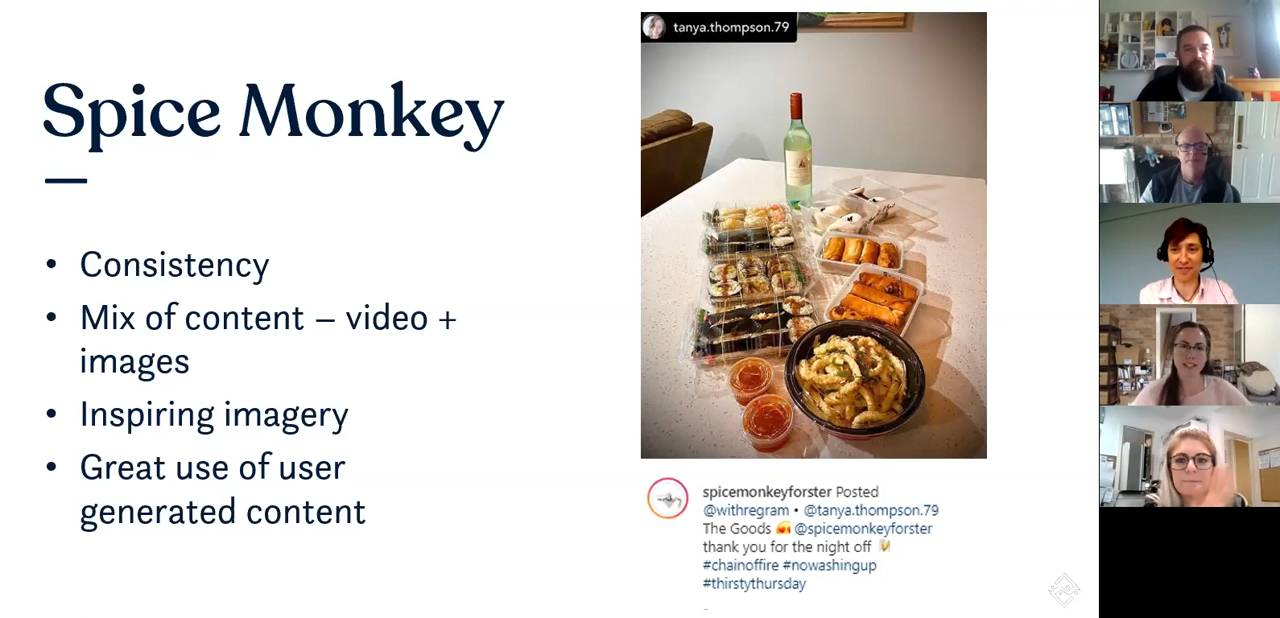 tanya.thompson.79
Spice Monkey
• Consistency
• Mix of content – video +
images
• Inspiring imagery
• Great use of user
generated content
spicemonkeyforster Posted
@withregram • @tanya.thompson.79
The Goods 🥠 @spicemonkeyforster
thank you for the night off 🥂
#chainoffire #nowashingup
#thirstythursday